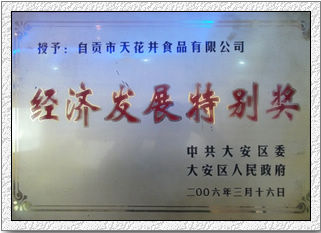 授予：自贡市天花井食品有限公司
经济发展特别奖
中共大安区委
大安区人民政府
二〇〇六年三月十六日